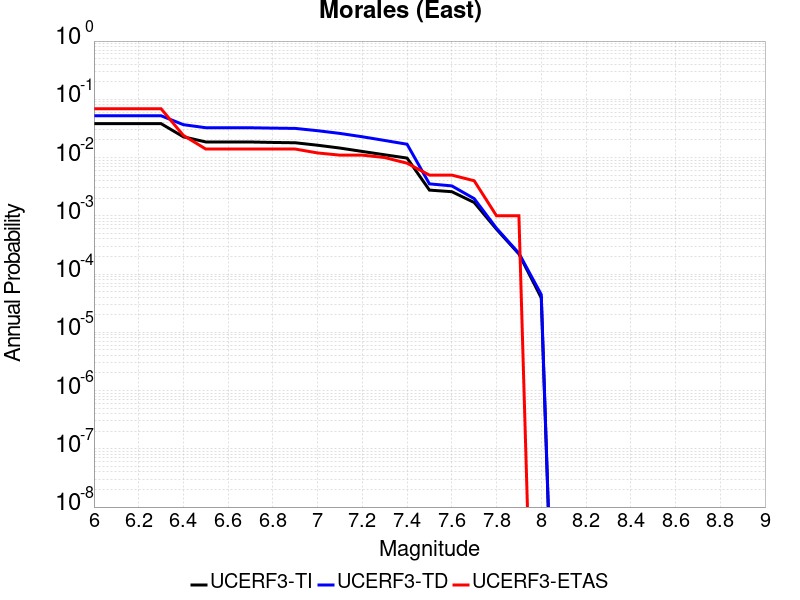 Morales (East)
10^0
10^-1
10^-2
10^-3
10^-4
10^-5
10^-6
10^-7
10^-8
Annual Probability
6 6.2 6.4 6.6 6.8 7 7.2 7.4 7.6 7.8 8 8.2 8.4 8.6 8.8 9
Magnitude
UCERF3-TI UCERF3-TD UCERF3-ETAS